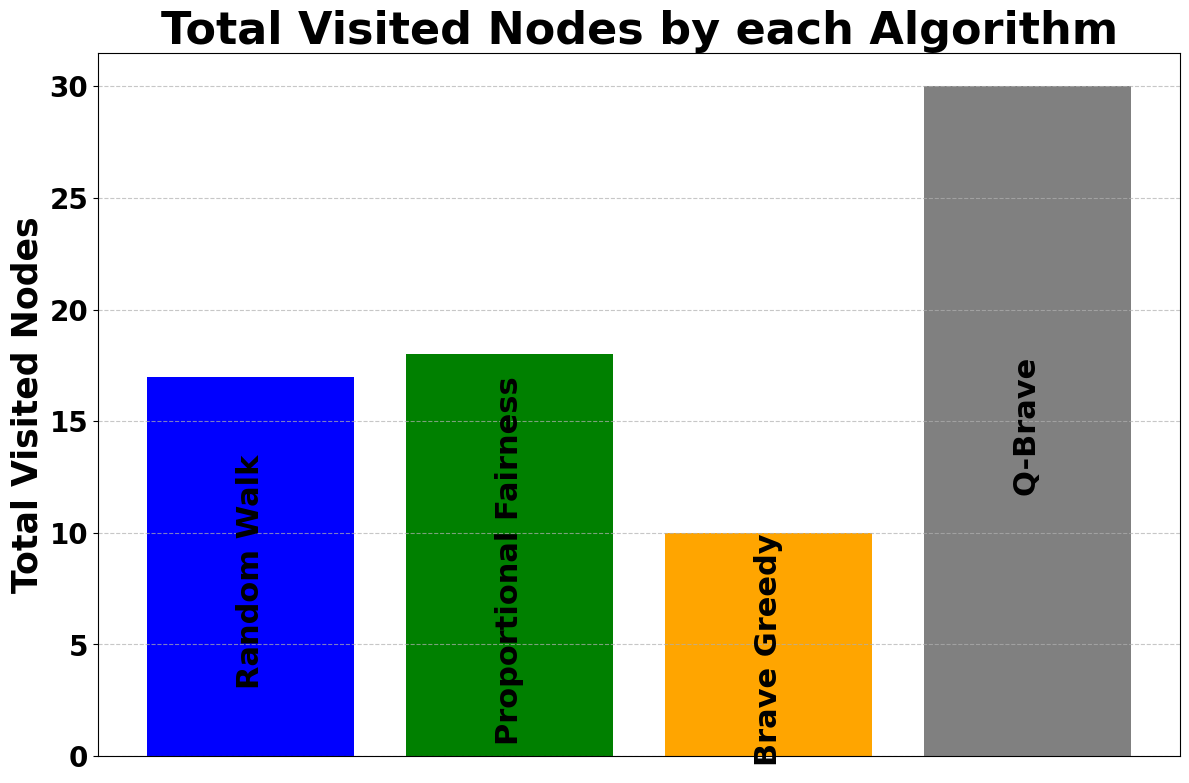 Total Visited Nodes by each Algorithm
Total Visited Nodes
30
25
20
15
10
5
0
Random Walk
Proportional Fairness
Brave Greedy
Q-Brave